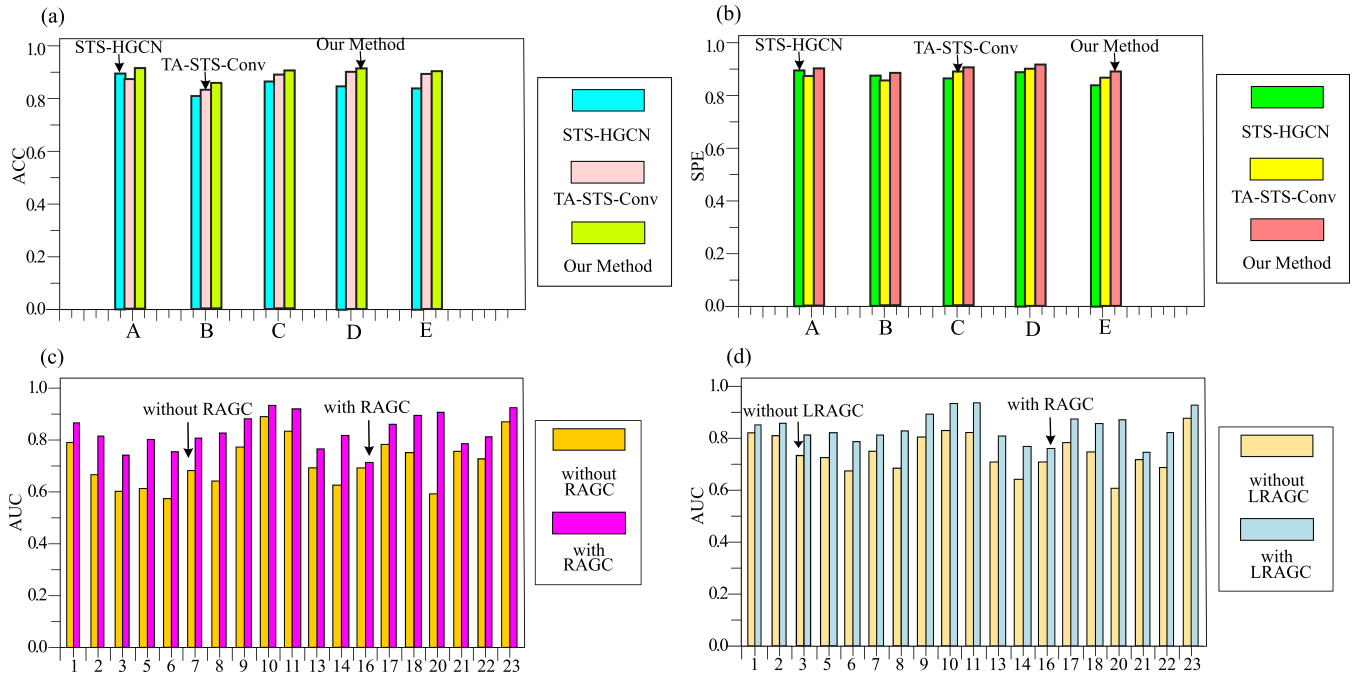 (a)
STS-HGCN
TA-STS-Conv
Our Method
1.0
0.8
0.6
0.4
0.2
0.0
ACC
A B C D E
STS-HGCN
TA-STS-Conv
Our Method
(b)
STS-HGCN
TA-STS-Conv
Our Method
1.0
0.8
0.6
0.4
0.2
0.0
SPE
A B C D E
STS-HGCN
TA-STS-Conv
Our Method
(c)
without RAGC
with RAGC
1.0
0.8
0.6
0.4
0.2
0.0
AUC
1 2 3 5 6 7 8 9 10 11 13 14 16 17 18 20 21 22 23
without
RAGC
with
RAGC
(d)
without LRAGC
with RAGC
1.0
0.8
0.6
0.4
0.2
0.0
AUC
1 2 3 5 6 7 8 9 10 11 13 14 16 17 18 20 21 22 23
without
LRAGC
with
LRAGC